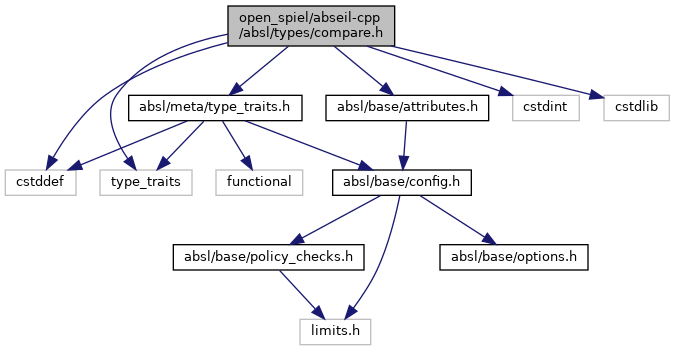 open_spiel/abseil-cpp
/absl/types/compare.h
absl/meta/type_traits.h
absl/base/attributes.h
cstdint
cstdlib
cstddef
type_traits
functional
absl/base/config.h
absl/base/policy_checks.h
absl/base/options.h
limits.h